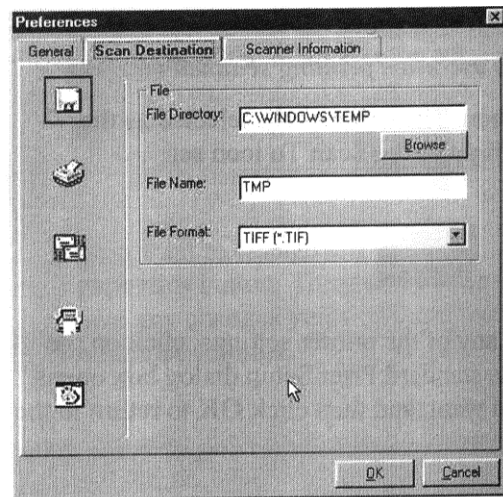 Preferences
General
Scan Destination
Scanner Information
File
File Directory:
C:\WINDOWS\TEMP
Browse
File Name:
TMP
File Format:
TIFF (*.TIF)
OK
Cancel